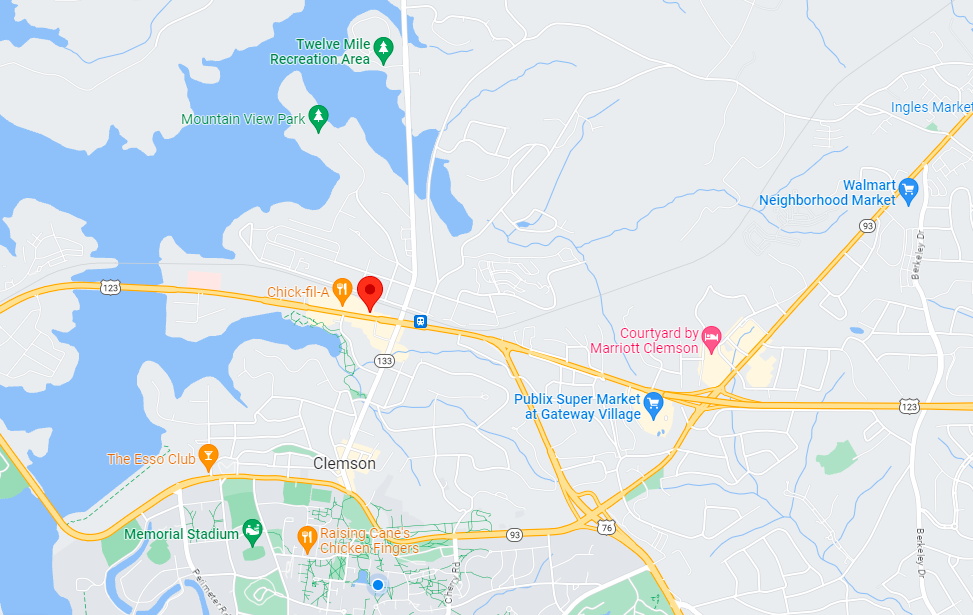 Twelve Mile
Recreation Area
Mountain View Park
Ingles Market
Walmart
Neighborhood Market
93
Berkeley Dr
123
Chick-fil-A
Courtyard by
Marriott Clemson
133
Publix Super Market
at Gateway Village
123
Clemson
The Esso Club
Memorial Stadium
Raising Cane's
Chicken Fingers
93
76
Berkeley Dr
Cherry Rd
Perimeter Rd